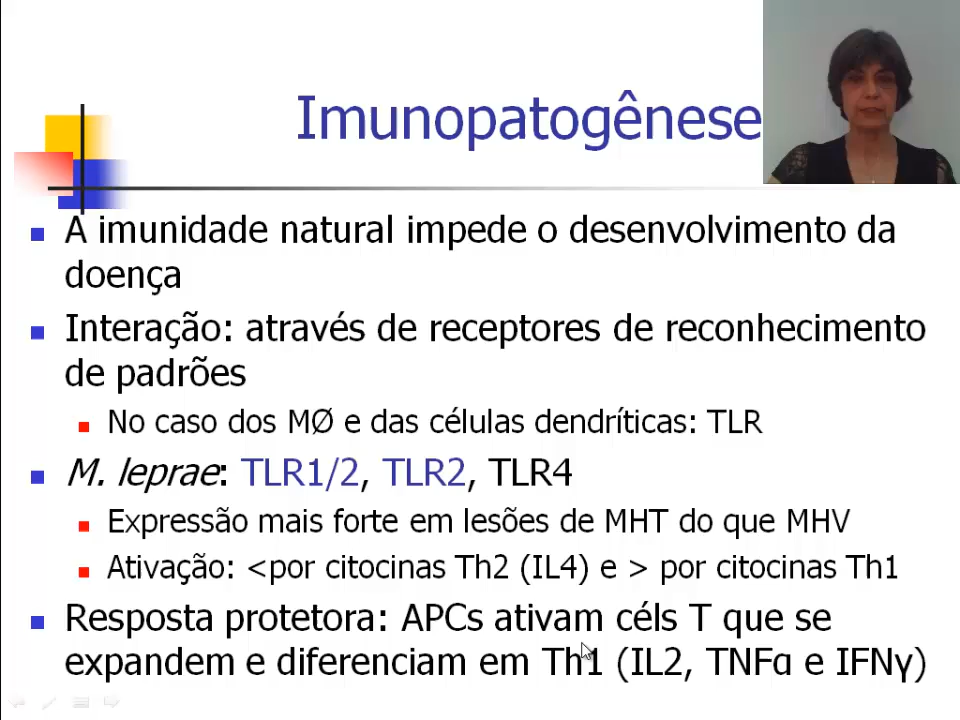 Imunopatogênese
A imunidade natural impede o desenvolvimento da
doença
Interação: através de receptores de reconhecimento
de padrões
No caso dos MØ e das células dendríticas: TLR
M. leprae: TLR1/2, TLR2, TLR4
Expressão mais forte em lesões de MHT do que MHV
Ativação: <por citocinas Th2 (IL4) e > por citocinas Th1
Resposta protetora: APCs ativam céls T que se
expandem e diferenciam em Th1 (IL2, TNFα e IFNγ)